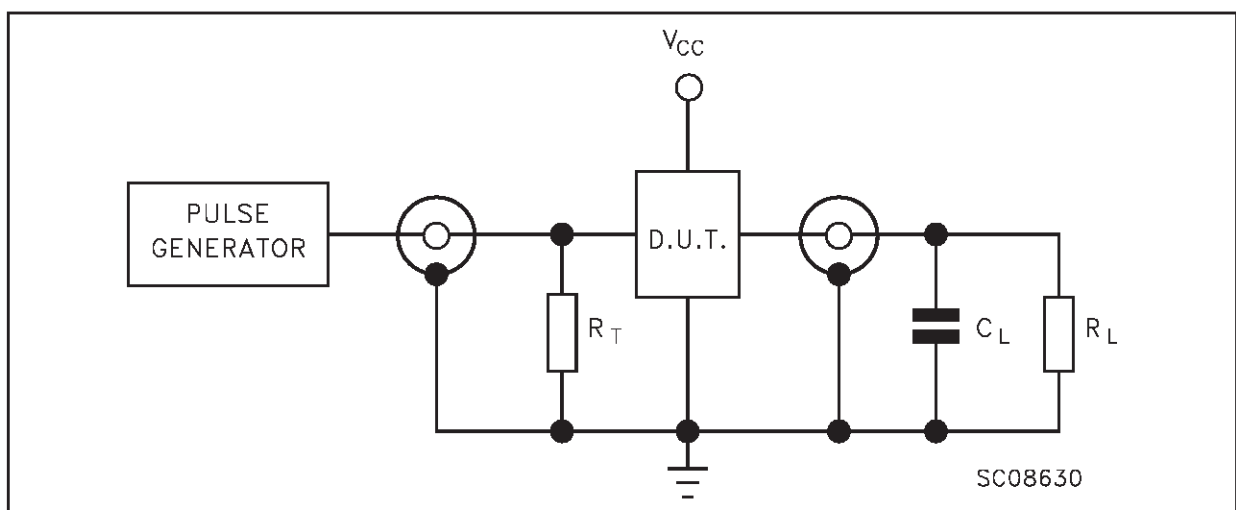 VCC
PULSE
GENERATOR
D.U.T.
RT
CL
RL
SC08630